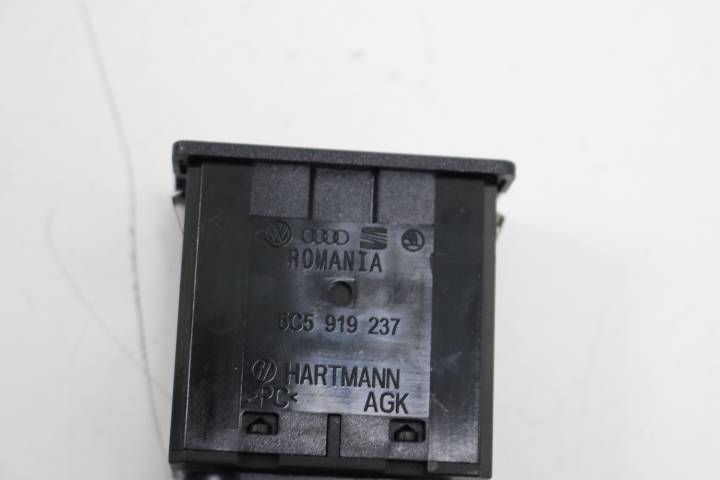 ROMANIA
5C5 919 237
HARTMANN
>PC< AGK